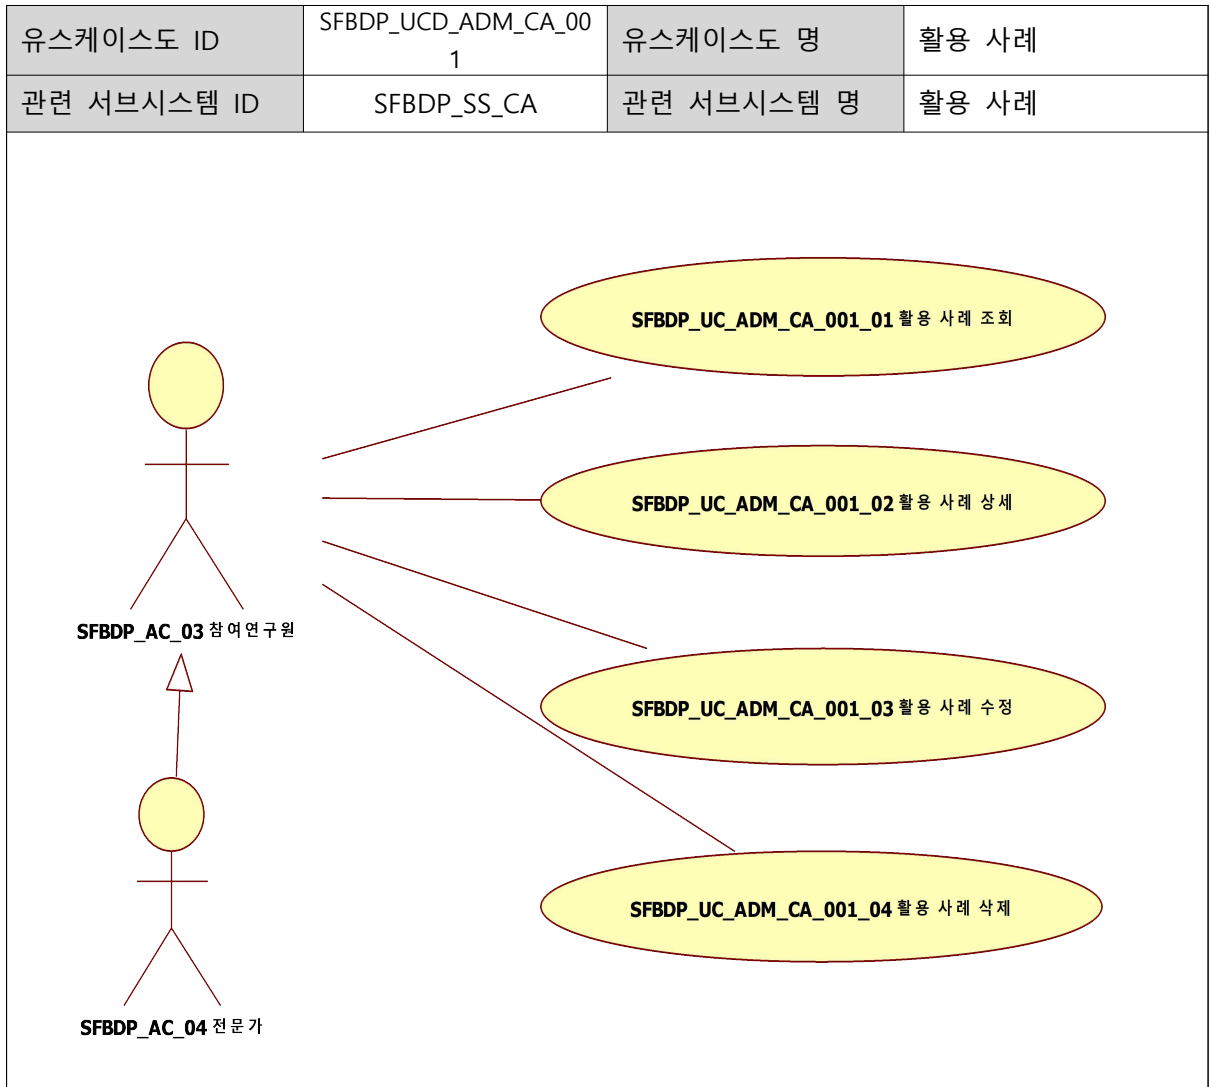 유스케이스도 ID
SFBDP_UCD_ADM_CA_00
1
유스케이스도 명
활용 사례
관련 서브시스템 ID
SFBDP_SS_CA
관련 서브시스템 명
활용 사례
SFBDP_UC_ADM_CA_001_01 활용 사례 조회
SFBDP_UC_ADM_CA_001_02 활용 사례 상세
SFBDP_AC_03 참여연구원
SFBDP_UC_ADM_CA_001_03 활용 사례 수정
SFBDP_UC_ADM_CA_001_04 활용 사례 삭제
SFBDP_AC_04 전문가